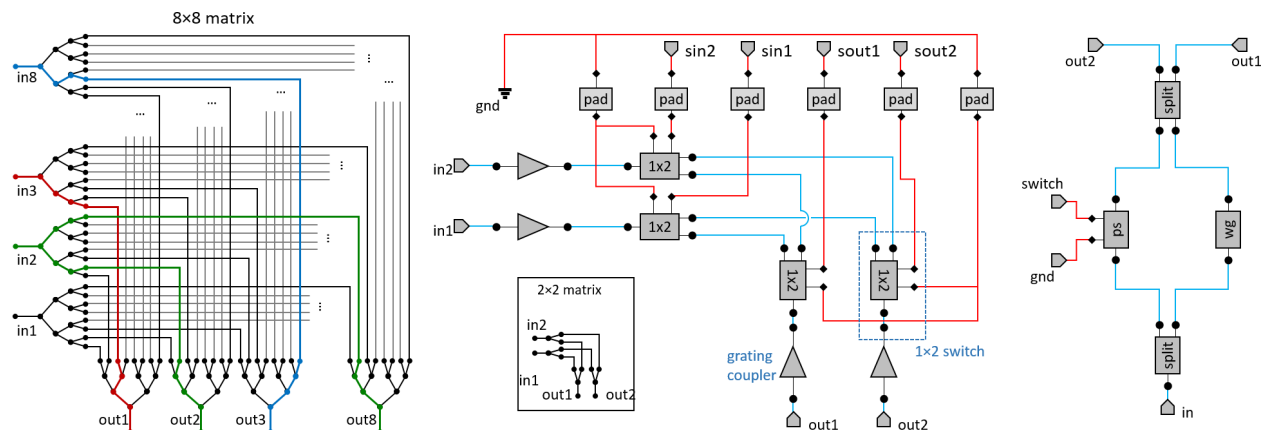 8×8 matrix
in8
...
...
...
...
in3
in2
in1
out1
out2
out3
out8
sin2
sin1
sout1
sout2
gnd
pad
pad
pad
pad
pad
pad
in2
1x2
in1
1x2
1x2
1x2
2×2 matrix
in2
in1
out1
out2
grating
coupler
1×2 switch
out1
out2
out2
out1
split
switch
ps
wg
gnd
split
in